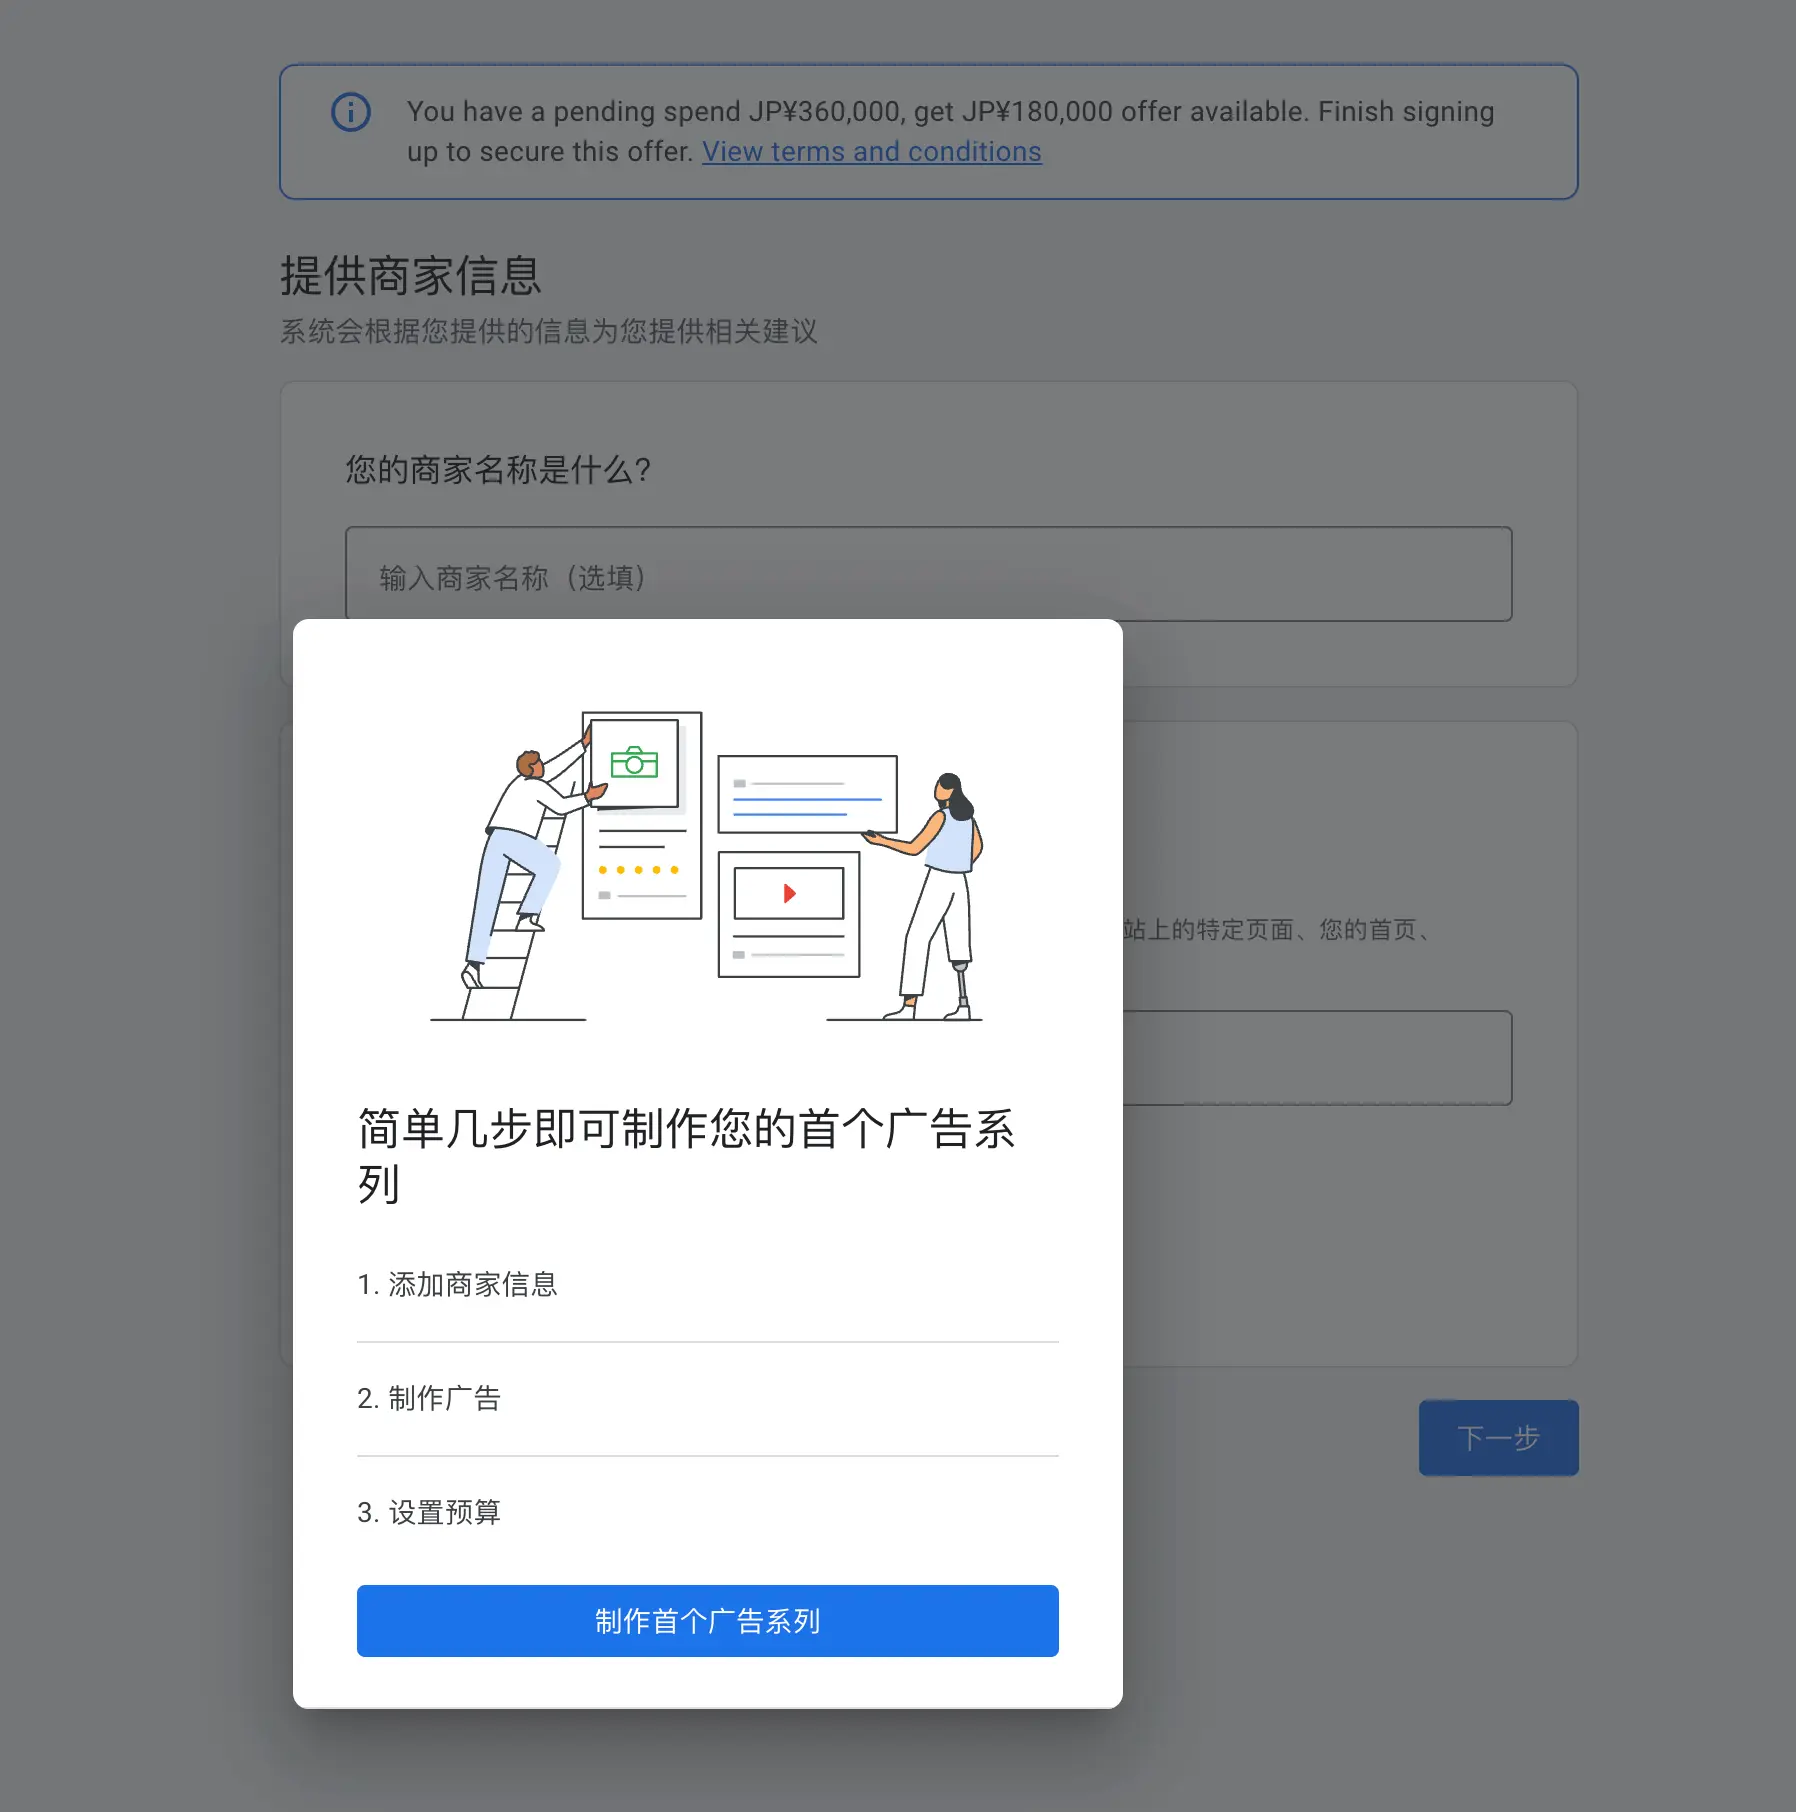 You have a pending spend JP¥360,000, get JP¥180,000 offer available. Finish signing
up to secure this offer. View terms and conditions
提供商家信息
系统会根据您提供的信息为您提供相关建议
您的商家名称是什么?
输入商家名称（选填）
站上的特定页面、您的首页、
简单几步即可制作您的首个广告系
列
1. 添加商家信息
2. 制作广告
3. 设置预算
制作首个广告系列
下一步